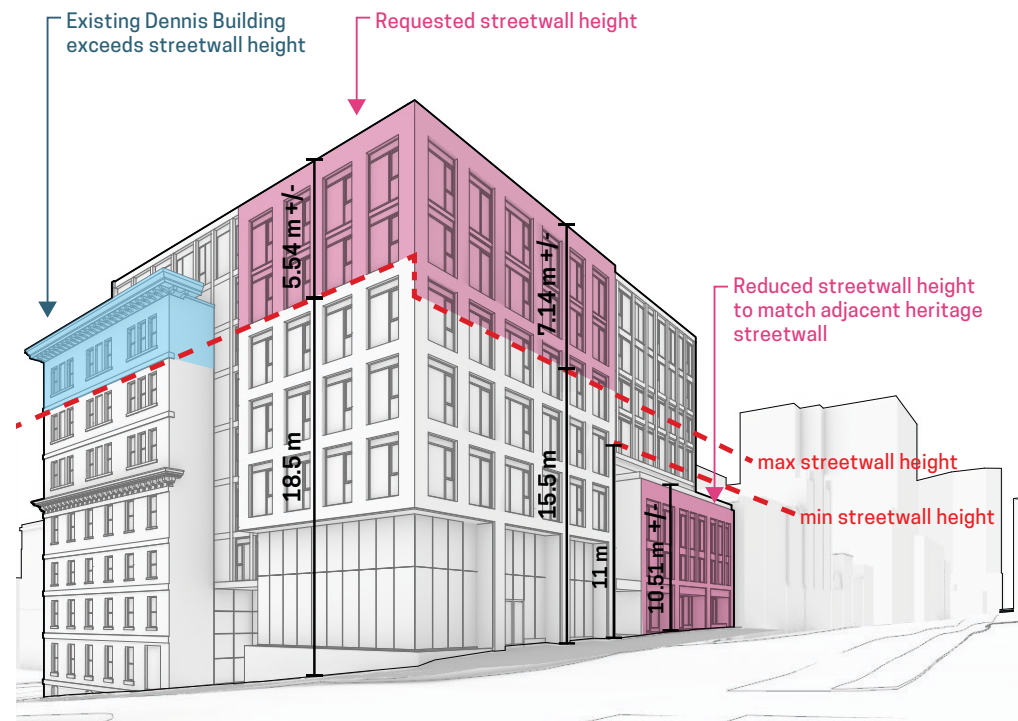 Existing Dennis Building
exceeds streetwall height
Requested streetwall height
5.54 m +/-
7.14 m +/-
Reduced streetwall height
to match adjacent heritage
streetwall
18.5 m
15.5 m
max streetwall height
min streetwall height
11 m
10.51 m +/-